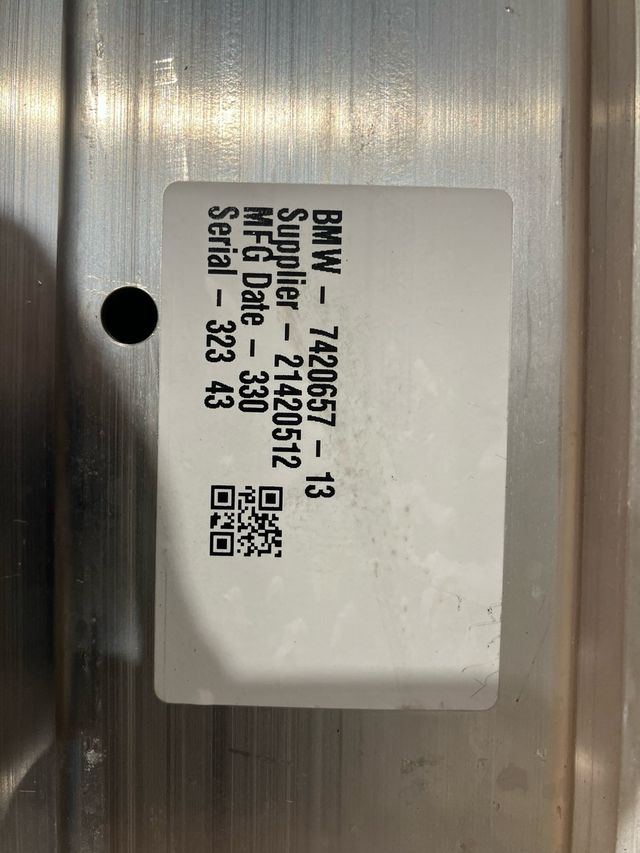 BMW - 7420657 - 13
Supplier - 21420512
MFG Date - 330
Serial - 323 43